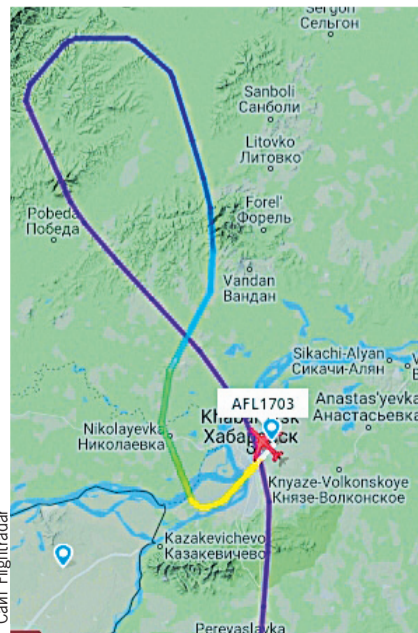 Sergon
Сельгон
Sanboli
Санболи
Litovko
Литовко
Pobeda
Победа
Forel'
Форель
Vandan
Вандан
Sikachi-Alyan
Сикачи-Алян
AFL1703
Anastas'yevka
Анастасьевка
Хабаровск
Nikolayevka
Николаевка
Knyaze-Volkonskoye
Князе-Волконское
Kazakevichevo
Казакевичево
Pereyaslavka
Сайт Flightradar